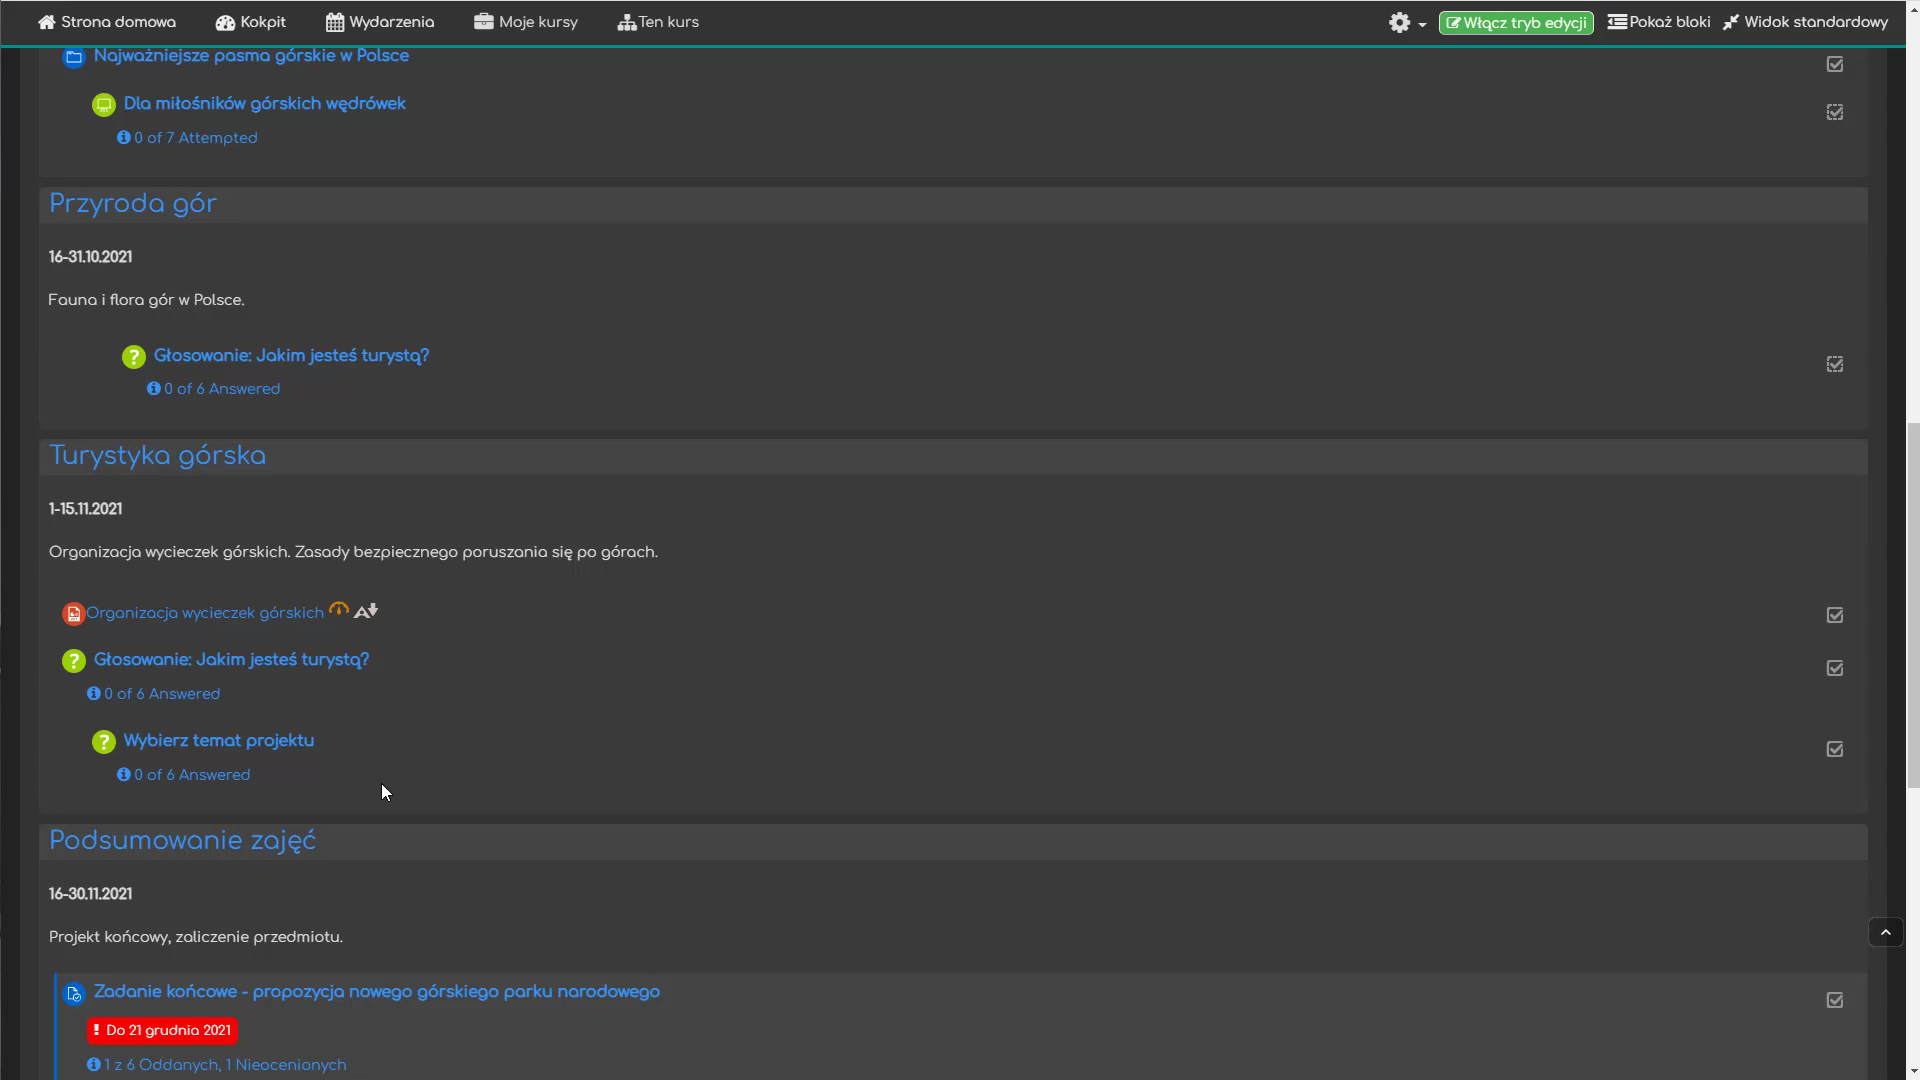 Strona domowa Kokpit Wydarzenia Moje kursy Ten kurs Włącz tryb edycji Pokaż bloki Widok standardowy
Najważniejsze pasma górskie w Polsce
Dla miłośników górskich wędrówek
0 of 7 Attempted
Przyroda gór
16-31.10.2021
Fauna i flora gór w Polsce.
Głosowanie: Jakim jesteś turystą?
0 of 6 Answered
Turystyka górska
1-15.11.2021
Organizacja wycieczek górskich. Zasady bezpiecznego poruszania się po górach.
Organizacja wycieczek górskich
Głosowanie: Jakim jesteś turystą?
0 of 6 Answered
Wybierz temat projektu
0 of 6 Answered
Podsumowanie zajęć
16-30.11.2021
Projekt końcowy, zaliczenie przedmiotu.
Zadanie końcowe - propozycja nowego górskiego parku narodowego
Do 21 grudnia 2021
1 z 6 Oddanych, 1 Nieocenionych